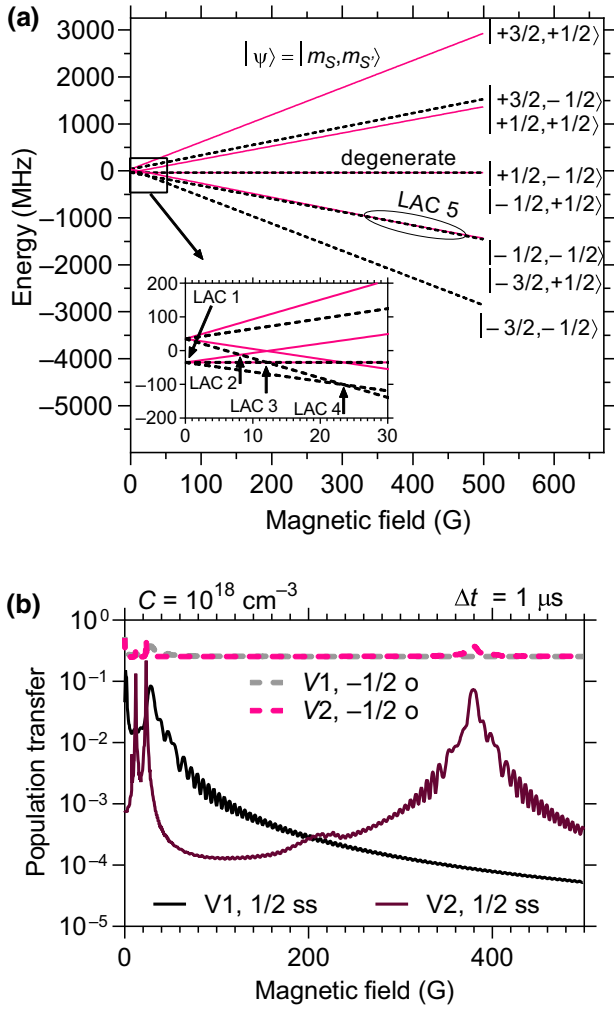 (a)
3000
2000
1000
0
–1000
–2000
–3000
–4000
–5000
Energy (MHz)
|ψ⟩ = |mS,mS'⟩
|+3/2,+1/2⟩
|+3/2,−1/2⟩
|+1/2,+1/2⟩
degenerate
|+1/2,−1/2⟩
|−1/2,+1/2⟩
LAC 5
|−1/2,−1/2⟩
|−3/2,+1/2⟩
|−3/2,−1/2⟩
200
100
0
–100
–200
LAC 1
LAC 2
LAC 3
LAC 4
0 10 20 30
0 100 200 300 400 500 600
Magnetic field (G)
(b)
C = 10^18 cm^–3
Δt = 1 μs
10^0
10^–1
10^–2
10^–3
10^–4
10^–5
Population transfer
V1, –1/2 o
V2, –1/2 o
V1, 1/2 ss
V2, 1/2 ss
0 200 400
Magnetic field (G)